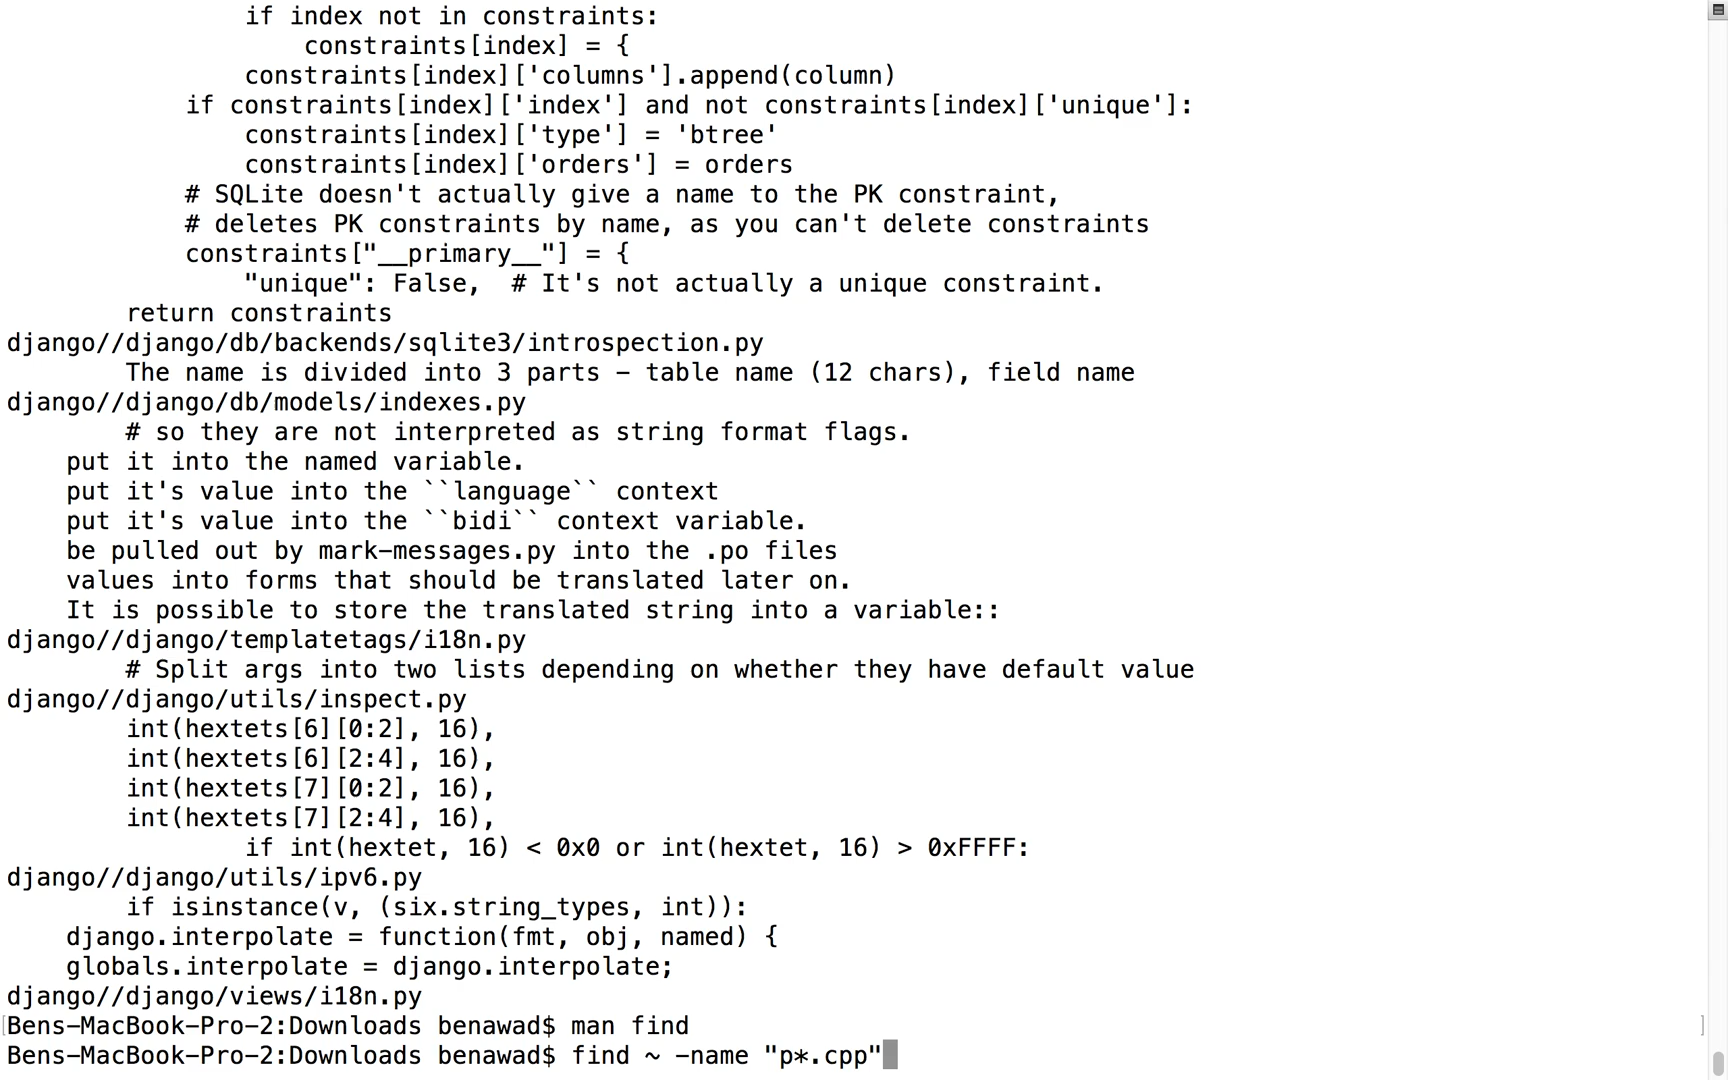 if index not in constraints:
constraints[index] = {
constraints[index]['columns'].append(column)
if constraints[index]['index'] and not constraints[index]['unique']:
constraints[index]['type'] = 'btree'
constraints[index]['orders'] = orders
# SQLite doesn't actually give a name to the PK constraint,
# deletes PK constraints by name, as you can't delete constraints
constraints["__primary__"] = {
"unique": False,  # It's not actually a unique constraint.
return constraints
django//django/db/backends/sqlite3/introspection.py
The name is divided into 3 parts - table name (12 chars), field name
django//django/db/models/indexes.py
# so they are not interpreted as string format flags.
put it into the named variable.
put it's value into the ``language`` context
put it's value into the ``bidi`` context variable.
be pulled out by mark-messages.py into the .po files
values into forms that should be translated later on.
It is possible to store the translated string into a variable::
django//django/templatetags/i18n.py
# Split args into two lists depending on whether they have default value
django//django/utils/inspect.py
int(hextets[6][0:2], 16),
int(hextets[6][2:4], 16),
int(hextets[7][0:2], 16),
int(hextets[7][2:4], 16),
if int(hextet, 16) < 0x0 or int(hextet, 16) > 0xFFFF:
django//django/utils/ipv6.py
if isinstance(v, (six.string_types, int)):
django.interpolate = function(fmt, obj, named) {
globals.interpolate = django.interpolate;
django//django/views/i18n.py
[Bens-MacBook-Pro-2:Downloads benawad$ man find ]
Bens-MacBook-Pro-2:Downloads benawad$ find ~ -name "p*.cpp"